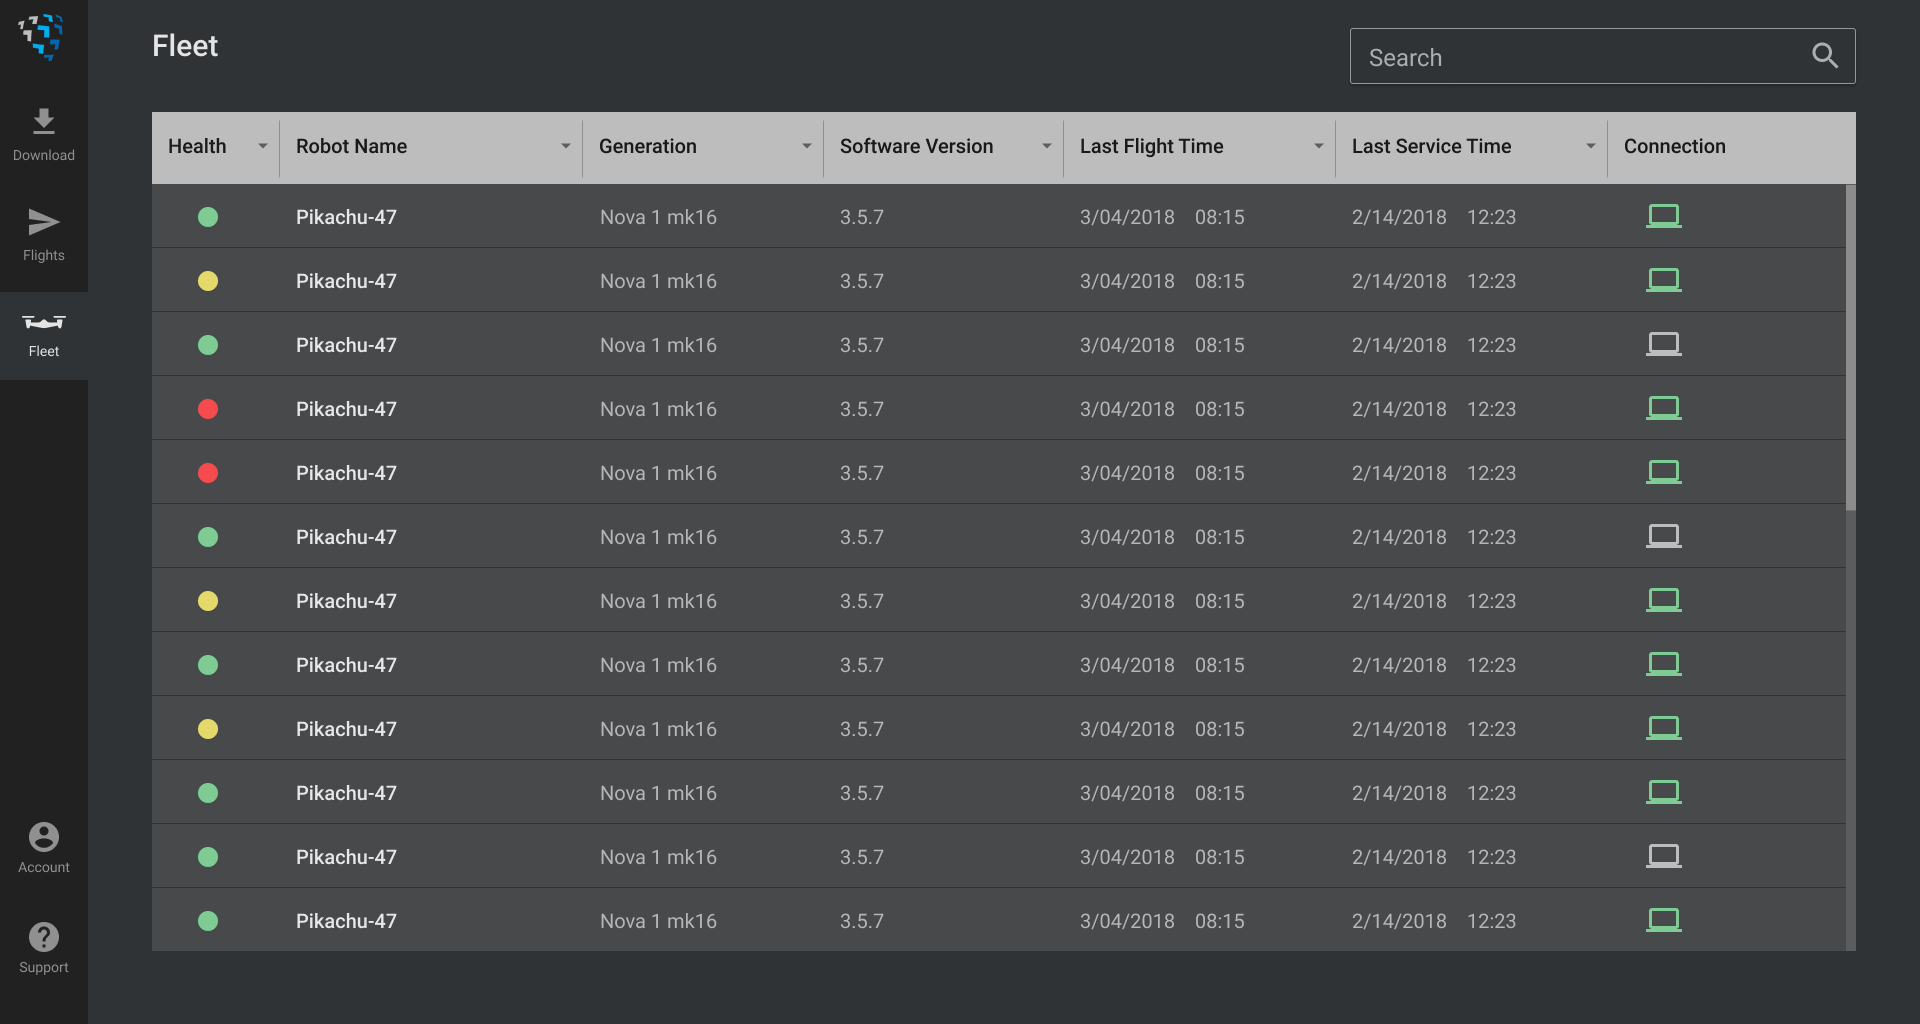 Fleet
Search
Download
Flights
Fleet
Account
Support
Health Robot Name Generation Software Version Last Flight Time Last Service Time Connection
Pikachu-47 Nova 1 mk16 3.5.7 3/04/2018 08:15 2/14/2018 12:23
Pikachu-47 Nova 1 mk16 3.5.7 3/04/2018 08:15 2/14/2018 12:23
Pikachu-47 Nova 1 mk16 3.5.7 3/04/2018 08:15 2/14/2018 12:23
Pikachu-47 Nova 1 mk16 3.5.7 3/04/2018 08:15 2/14/2018 12:23
Pikachu-47 Nova 1 mk16 3.5.7 3/04/2018 08:15 2/14/2018 12:23
Pikachu-47 Nova 1 mk16 3.5.7 3/04/2018 08:15 2/14/2018 12:23
Pikachu-47 Nova 1 mk16 3.5.7 3/04/2018 08:15 2/14/2018 12:23
Pikachu-47 Nova 1 mk16 3.5.7 3/04/2018 08:15 2/14/2018 12:23
Pikachu-47 Nova 1 mk16 3.5.7 3/04/2018 08:15 2/14/2018 12:23
Pikachu-47 Nova 1 mk16 3.5.7 3/04/2018 08:15 2/14/2018 12:23
Pikachu-47 Nova 1 mk16 3.5.7 3/04/2018 08:15 2/14/2018 12:23
Pikachu-47 Nova 1 mk16 3.5.7 3/04/2018 08:15 2/14/2018 12:23